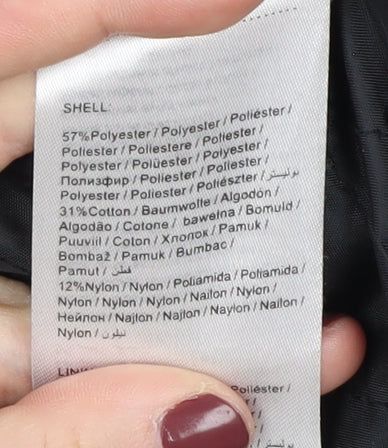 SHELL:
57%Polyester / Polyester / Poliéster /
Poliester / Poliestere / Poliester /
Polyester / Polüester / Polyester /
Полиэфир / Poliester / Poliester /
Polyester / Poliester / Poliészter / بوليستر
31%Cotton / Baumwolle / Algodón /
Algodão / Cotone / bawełna / Bomuld /
Puuvill / Coton / Хлопок / Pamuk /
Bombaž / Pamuk / Bumbac /
Pamut / قطن
12%Nylon / Nylon / Poliamida / Poliamida /
Nylon / Nylon / Nylon / Nailon / Nylon /
Нейлон / Najlon / Najlon / Naylon / Nailon /
Nylon / نيلون
Poliéster /